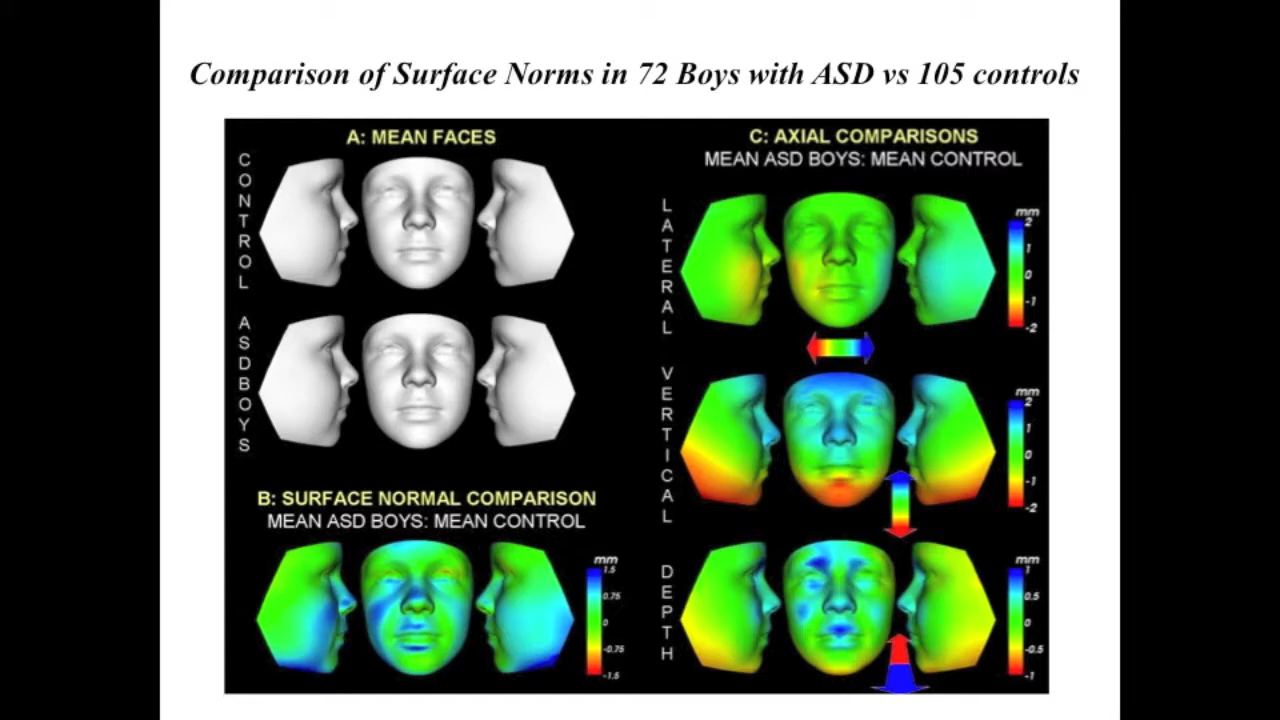 Comparison of Surface Norms in 72 Boys with ASD vs 105 controls
A: MEAN FACES
CONTROL
ASD BOYS
B: SURFACE NORMAL COMPARISON
MEAN ASD BOYS: MEAN CONTROL
mm
1.5
0.75
0
-0.75
-1.5
C: AXIAL COMPARISONS
MEAN ASD BOYS: MEAN CONTROL
LATERAL
mm
2
1
0
-1
-2
VERTICAL
mm
2
1
0
-1
-2
DEPTH
mm
1
0.5
0
-0.5
-1